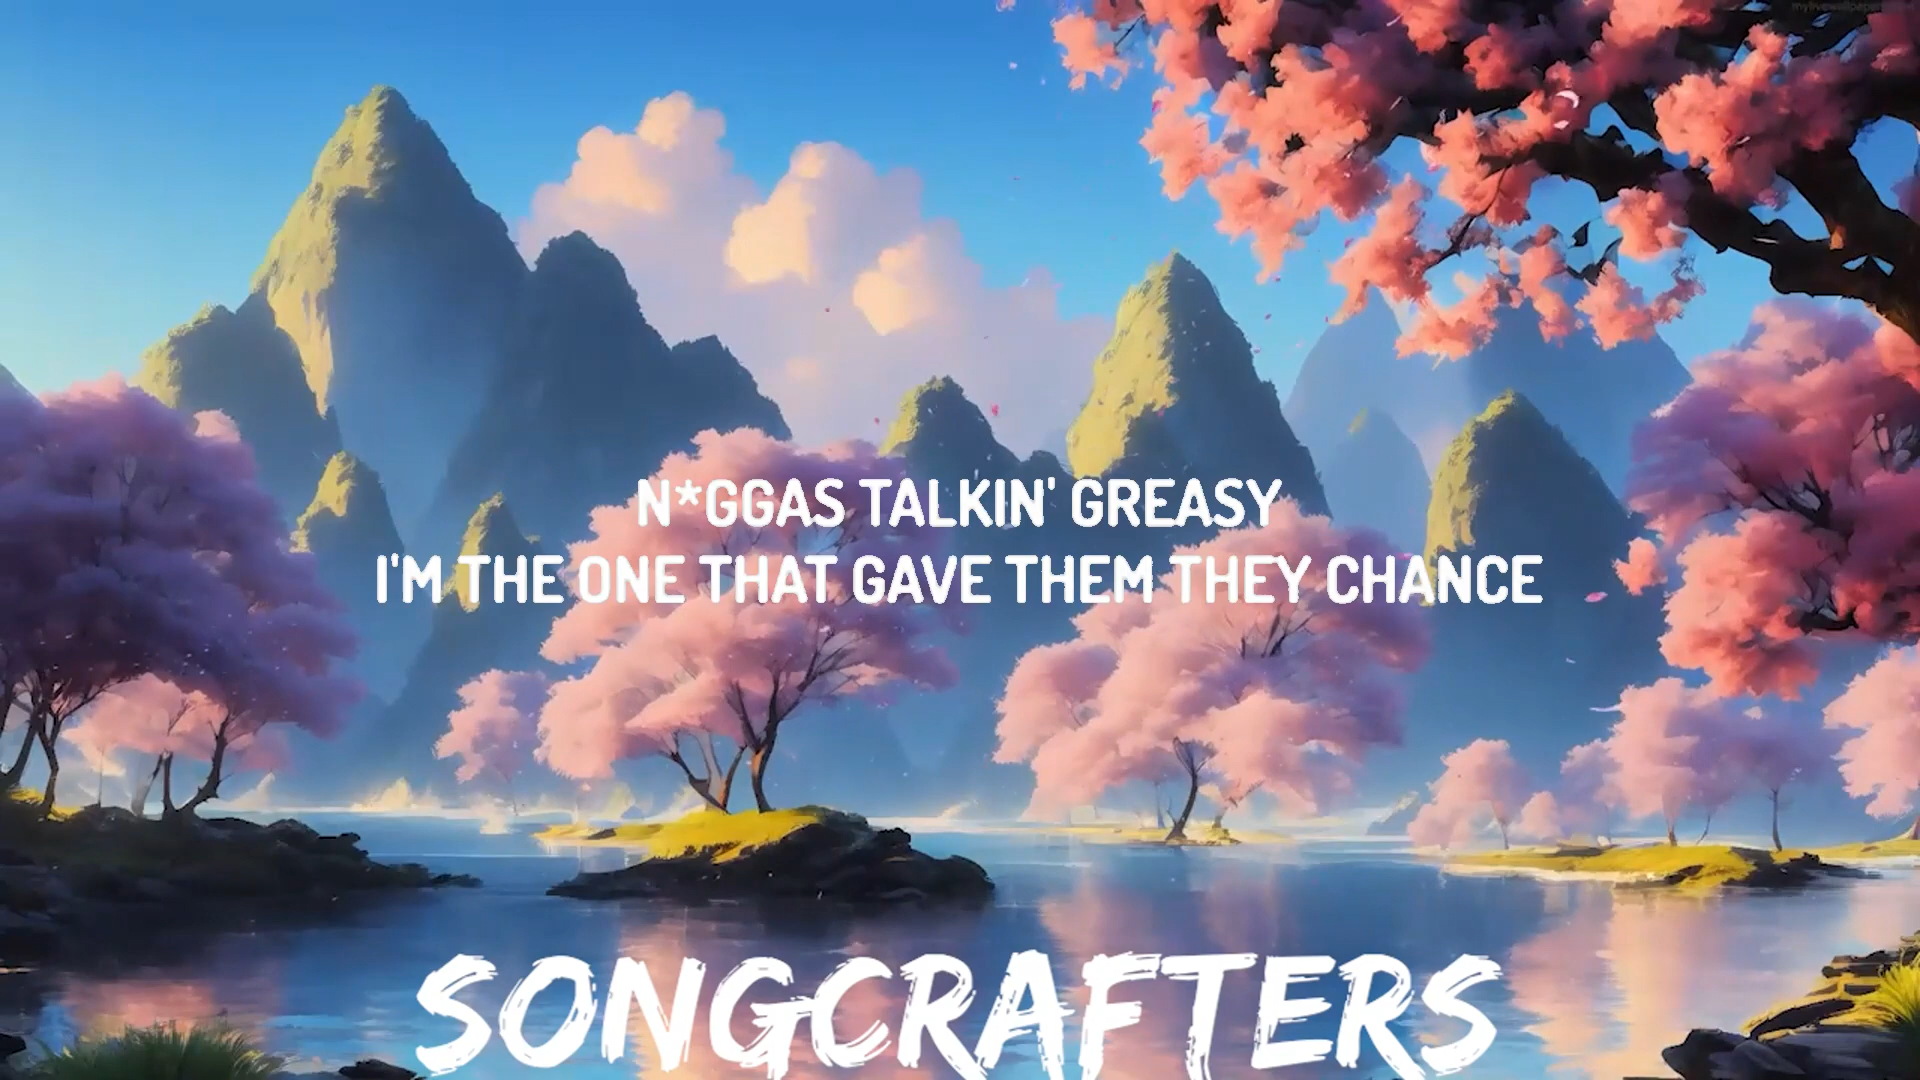 N*GGAS TALKIN' GREASY
I'M THE ONE THAT GAVE THEM THEY CHANCE
SONGCRAFTERS